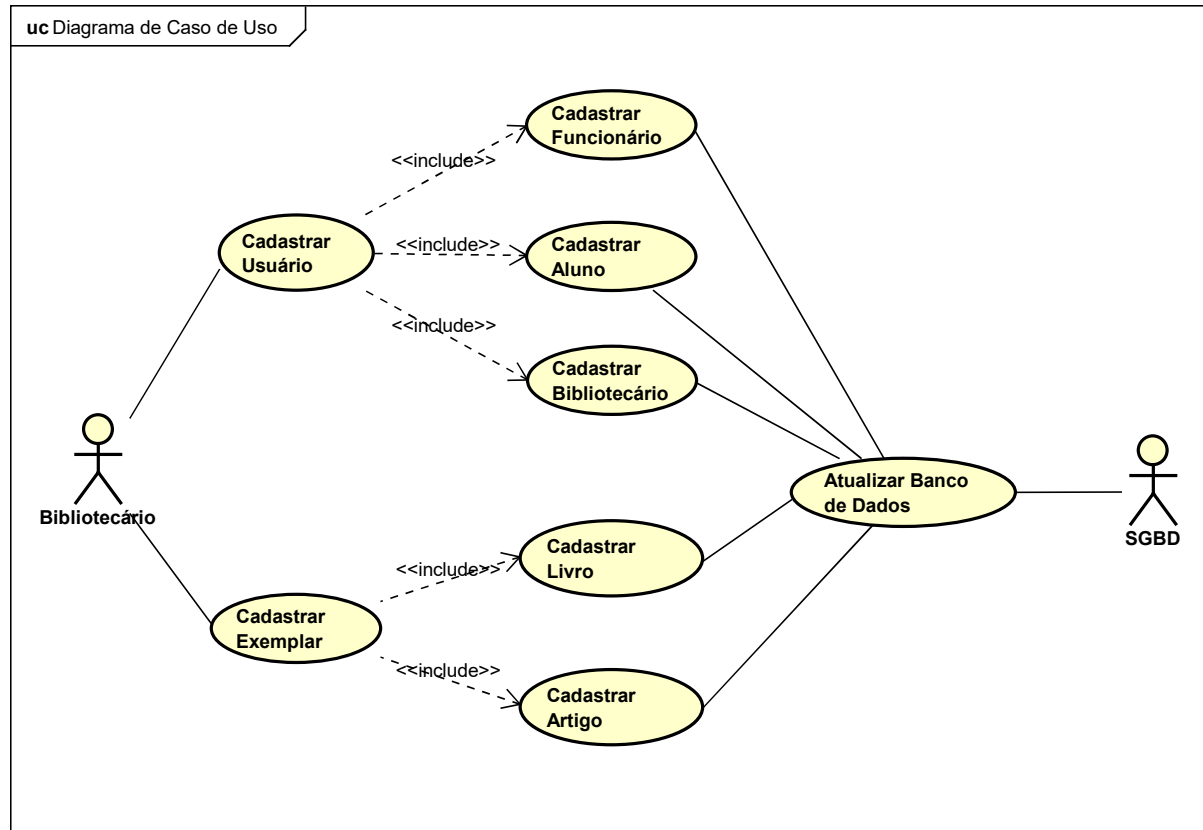 uc Diagrama de Caso de Uso
Cadastrar
Funcionário
<<include>>
Cadastrar
Usuário
<<include>>
Cadastrar
Aluno
<<include>>
Cadastrar
Bibliotecário
Bibliotecário
Atualizar Banco
de Dados
SGBD
Cadastrar
Livro
<<include>>
Cadastrar
Exemplar
<<include>>
Cadastrar
Artigo